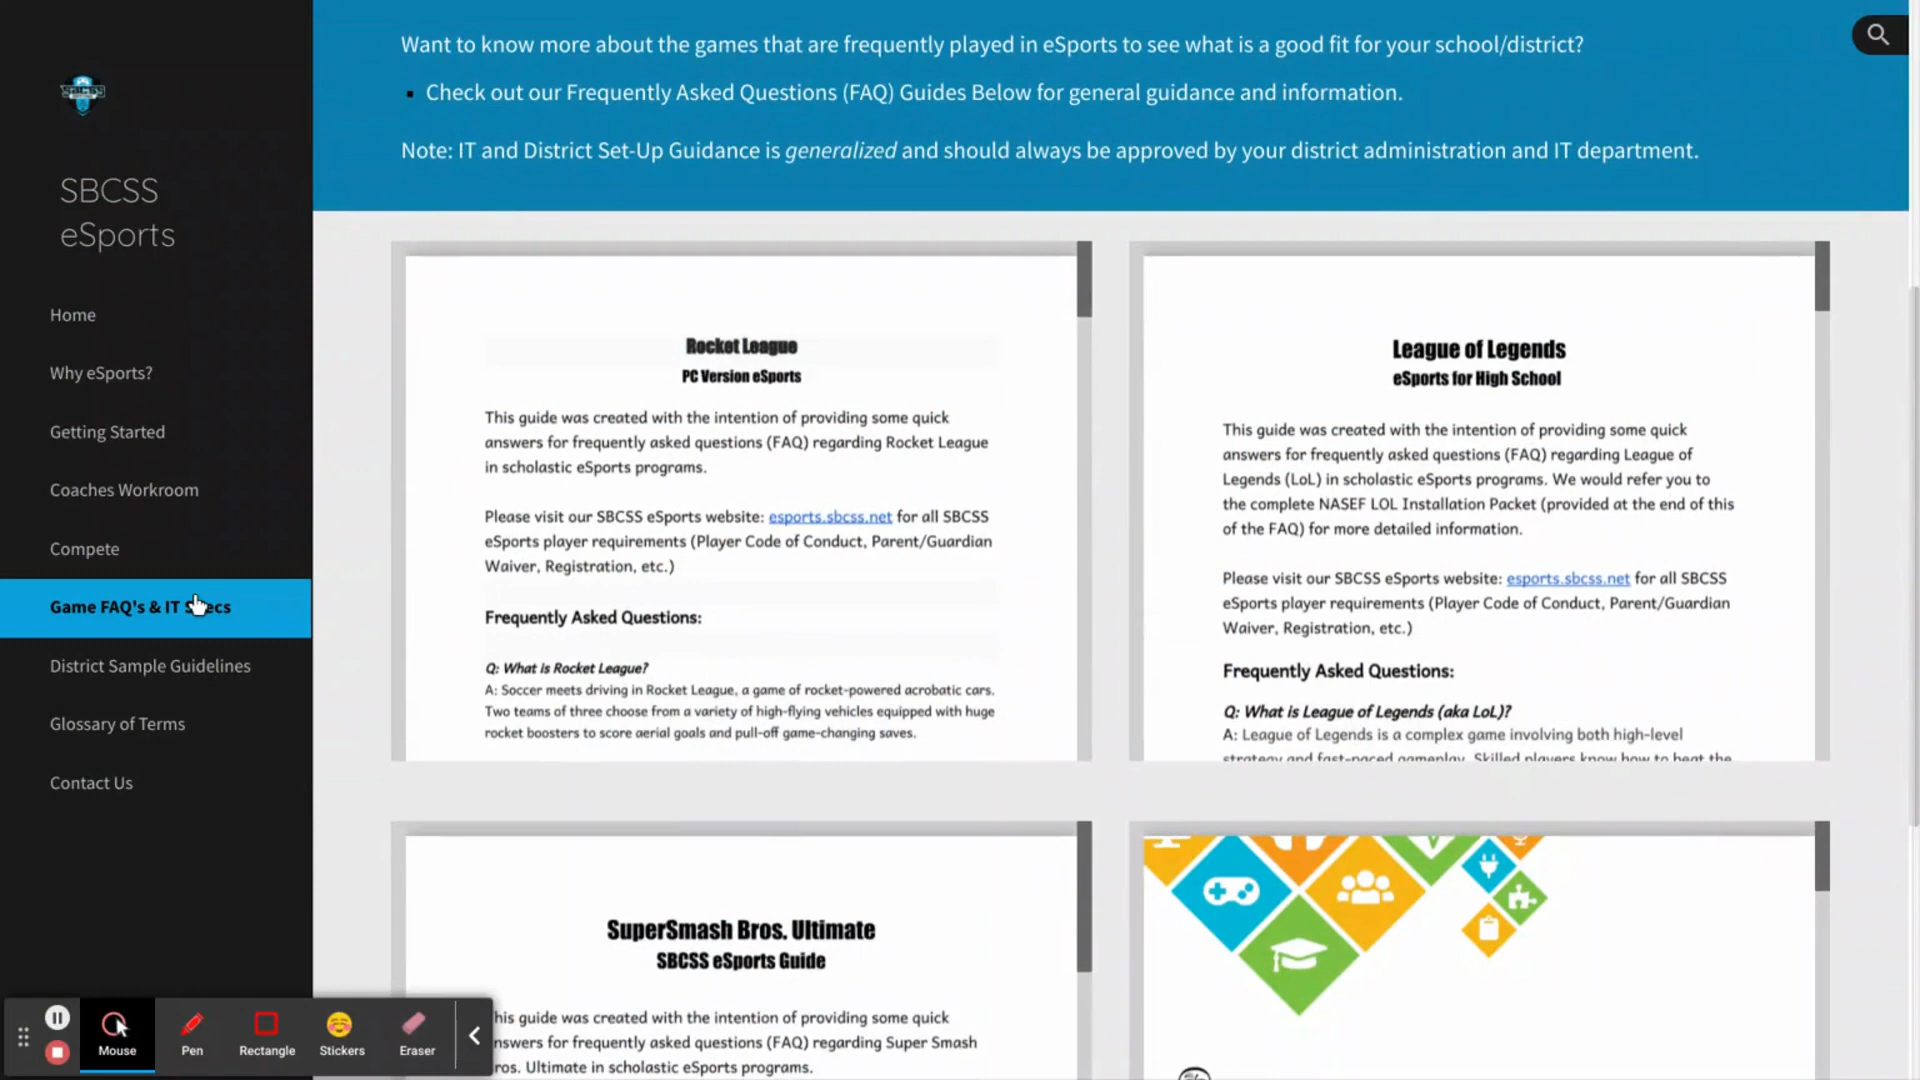 Want to know more about the games that are frequently played in eSports to see what is a good fit for your school/district?
Check out our Frequently Asked Questions (FAQ) Guides Below for general guidance and information.
Note: IT and District Set-Up Guidance is generalized and should always be approved by your district administration and IT department.
SBCSS
SBCSS
eSports
Home
Why eSports?
Getting Started
Coaches Workroom
Compete
Game FAQ's & IT Specs
District Sample Guidelines
Glossary of Terms
Contact Us
Rocket League
PC Version eSports
This guide was created with the intention of providing some quick
answers for frequently asked questions (FAQ) regarding Rocket League
in scholastic eSports programs.
Please visit our SBCSS eSports website: esports.sbcss.net for all SBCSS
eSports player requirements (Player Code of Conduct, Parent/Guardian
Waiver, Registration, etc.)
Frequently Asked Questions:
Q: What is Rocket League?
A: Soccer meets driving in Rocket League, a game of rocket-powered acrobatic cars.
Two teams of three choose from a variety of high-flying vehicles equipped with huge
rocket boosters to score aerial goals and pull-off game-changing saves.
League of Legends
eSports for High School
This guide was created with the intention of providing some quick
answers for frequently asked questions (FAQ) regarding League of
Legends (LoL) in scholastic eSports programs. We would refer you to
the complete NASEF LOL Installation Packet (provided at the end of this
of the FAQ) for more detailed information.
Please visit our SBCSS eSports website: esports.sbcss.net for all SBCSS
eSports player requirements (Player Code of Conduct, Parent/Guardian
Waiver, Registration, etc.)
Frequently Asked Questions:
Q: What is League of Legends (aka LoL)?
A: League of Legends is a complex game involving both high-level
strategy and fast-paced gameplay. Skilled players know how to beat the
SuperSmash Bros. Ultimate
SBCSS eSports Guide
his guide was created with the intention of providing some quick
nswers for frequently asked questions (FAQ) regarding Super Smash
ros. Ultimate in scholastic eSports programs.
Mouse
Pen
Rectangle
Stickers
Eraser